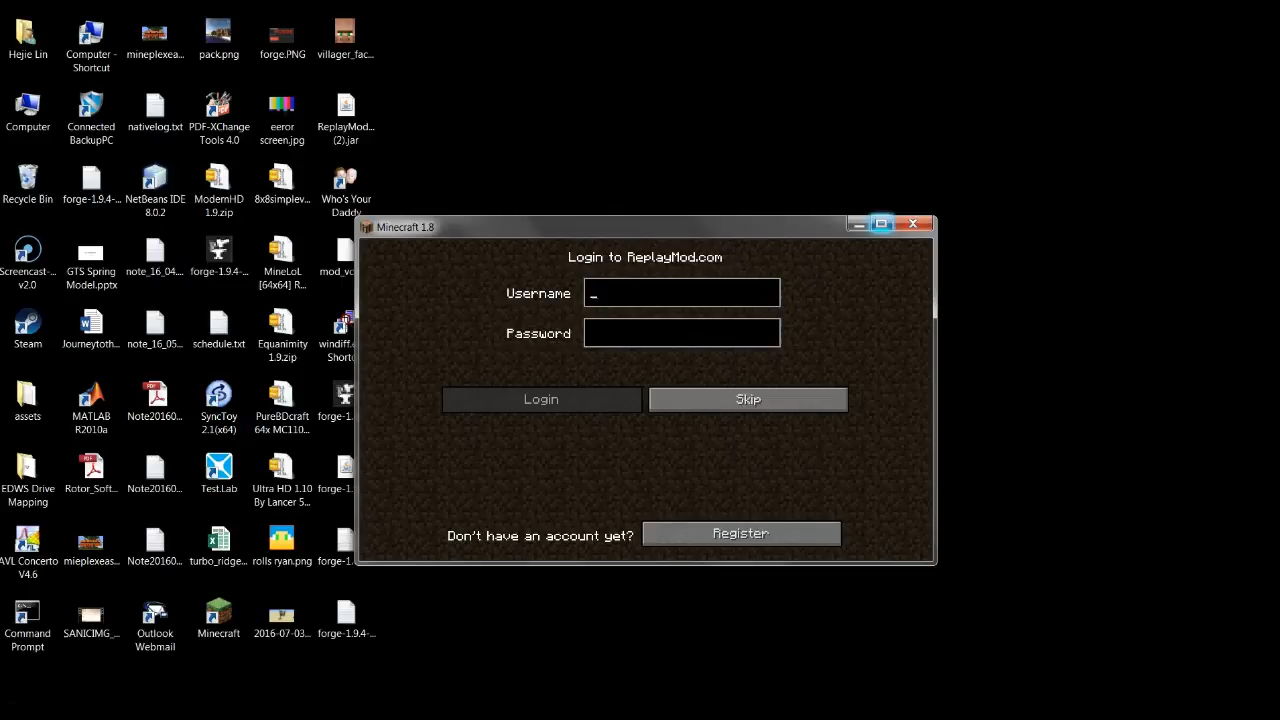 Hejie Lin
Computer -
Shortcut
mineplexea...
pack.png
forge.PNG
villager_fac...
Computer
Connected
BackupPC
nativelog.txt
PDF-XChange
Tools 4.0
eeror
screen.jpg
ReplayMod...
(2).jar
Recycle Bin
forge-1.9.4-...
NetBeans IDE
8.0.2
ModernHD
1.9.zip
8x8simplev...
Who's Your
Daddy
Screencast-...
v2.0
GTS Spring
Model.pptx
note_16_04...
forge-1.9.4-...
MineLoL
[64x64] R...
mod_vo
Steam
Journeytoth...
note_16_05...
schedule.txt
Equanimity
1.9.zip
windiff.e
Shortc
assets
MATLAB
R2010a
Note20160...
SyncToy
2.1(x64)
PureBDcraft
64x MC110...
forge-1.
EDWS Drive
Mapping
Rotor_Soft...
Note20160...
Test.Lab
Ultra HD 1.10
By Lancer 5...
forge-1.
AVL Concerto
V4.6
mieplexeas...
Note20160...
turbo_ridge...
rolls ryan.png
forge-1.
Command
Prompt
SANICIMG_...
Outlook
Webmail
Minecraft
2016-07-03...
forge-1.9.4-...
Minecraft 1.8
Login to ReplayMod.com
Username _
Password
Login
Skip
Don't have an account yet?
Register